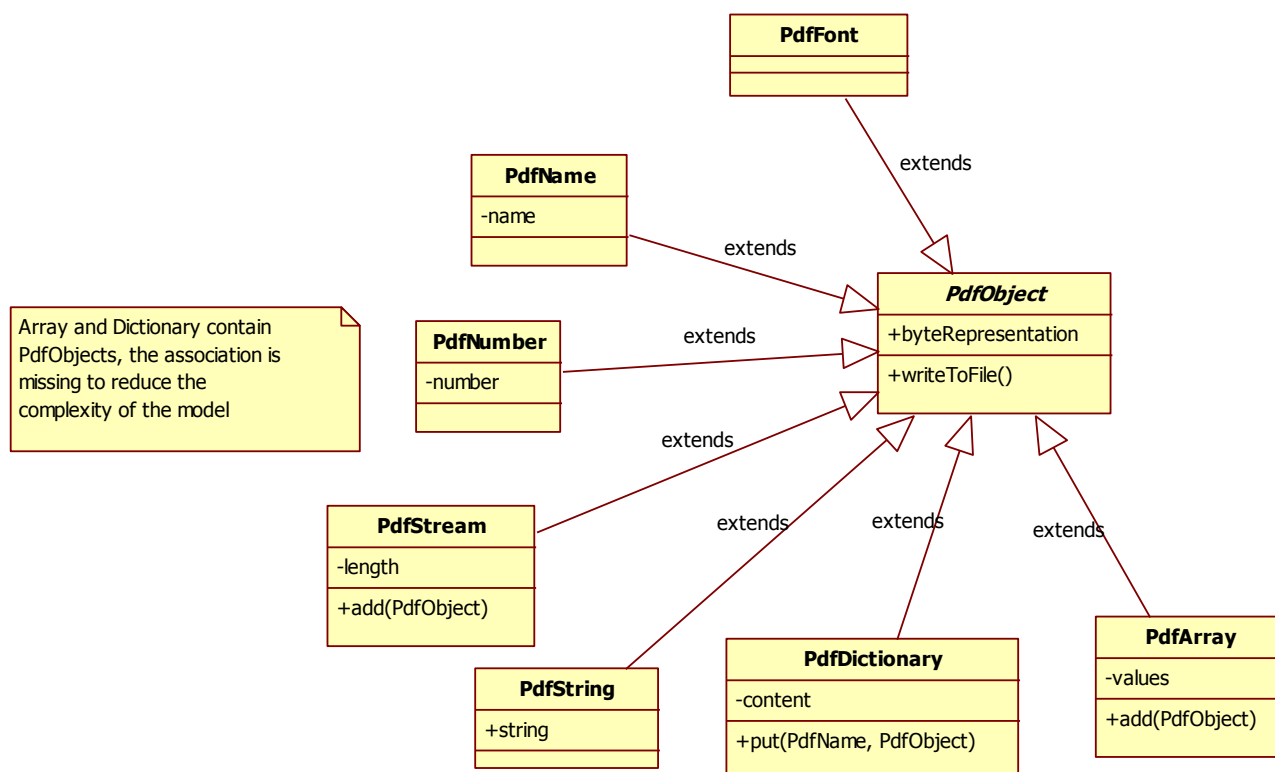 PdfFont
extends
PdfName
-name
extends
PdfObject
+byteRepresentation
+writeToFile()
Array and Dictionary contain
PdfObjects, the association is
missing to reduce the
complexity of the model
PdfNumber
-number
extends
extends
PdfStream
-length
+add(PdfObject)
extends
extends
extends
PdfString
+string
PdfDictionary
-content
+put(PdfName, PdfObject)
PdfArray
-values
+add(PdfObject)